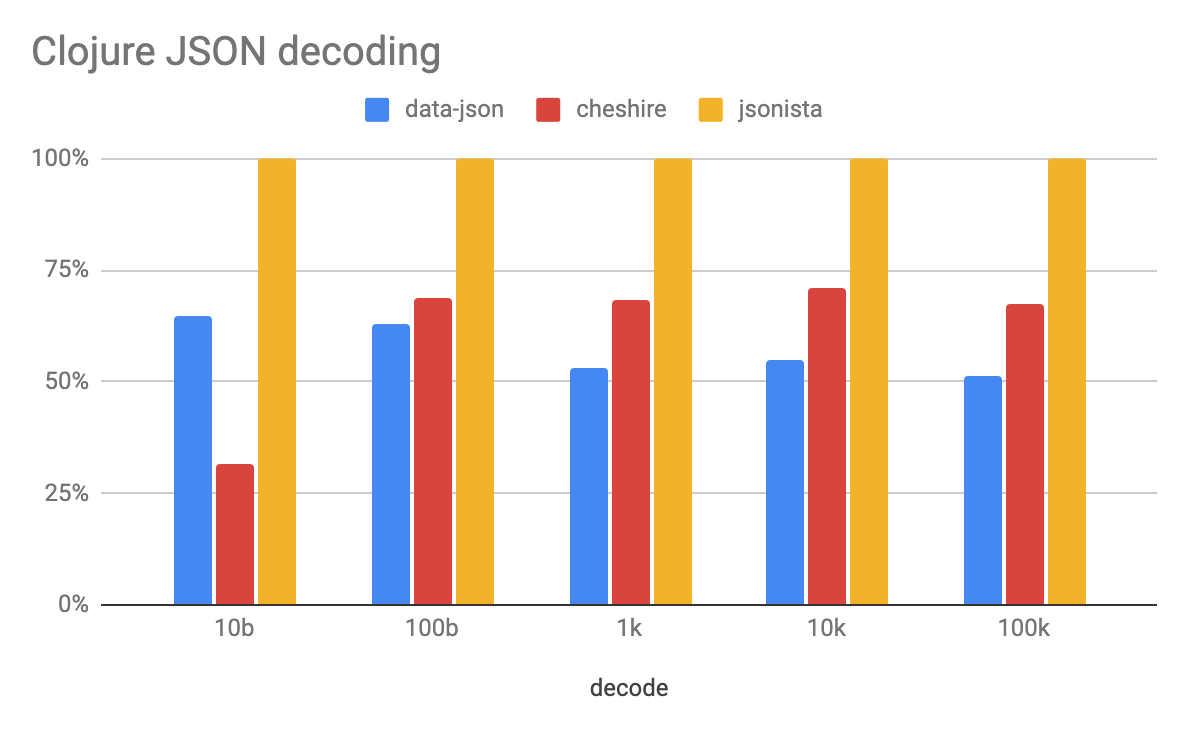 Clojure JSON decoding
data-json cheshire jsonista
100%
75%
50%
25%
0%
10b 100b 1k 10k 100k
decode